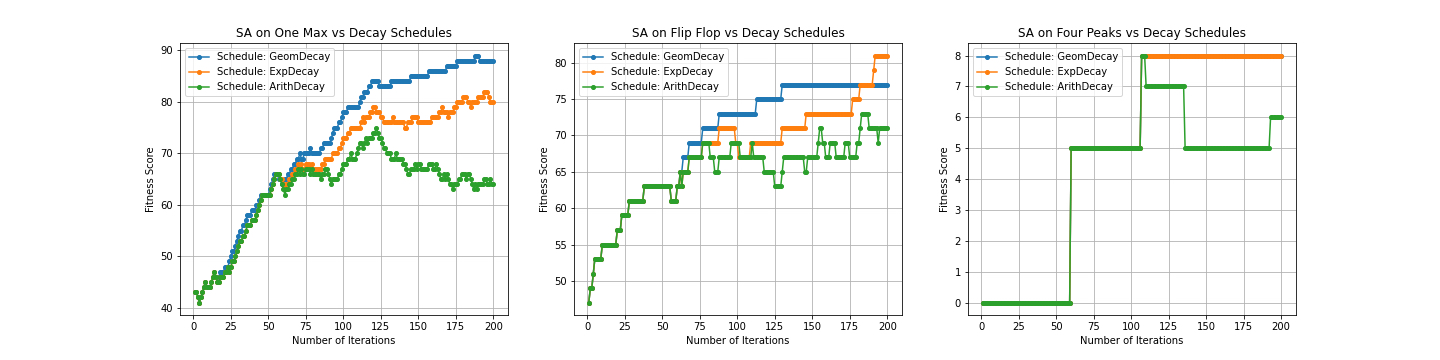 SA on One Max vs Decay Schedules
Schedule: GeomDecay
Schedule: ExpDecay
Schedule: ArithDecay
Fitness Score
90
80
70
60
50
40
0 25 50 75 100 125 150 175 200
Number of Iterations
SA on Flip Flop vs Decay Schedules
Schedule: GeomDecay
Schedule: ExpDecay
Schedule: ArithDecay
Fitness Score
80
75
70
65
60
55
50
0 25 50 75 100 125 150 175 200
Number of Iterations
SA on Four Peaks vs Decay Schedules
Schedule: GeomDecay
Schedule: ExpDecay
Schedule: ArithDecay
Fitness Score
8
7
6
5
4
3
2
1
0
0 25 50 75 100 125 150 175 200
Number of Iterations